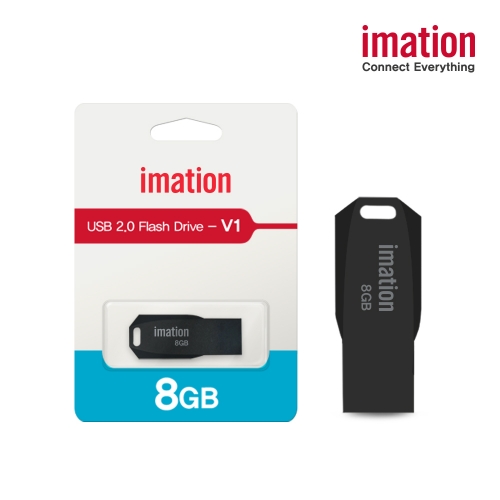 imation
Connect Everything
imation
USB 2.0 Flash Drive – V1
imation
8GB
8GB
imation
8GB